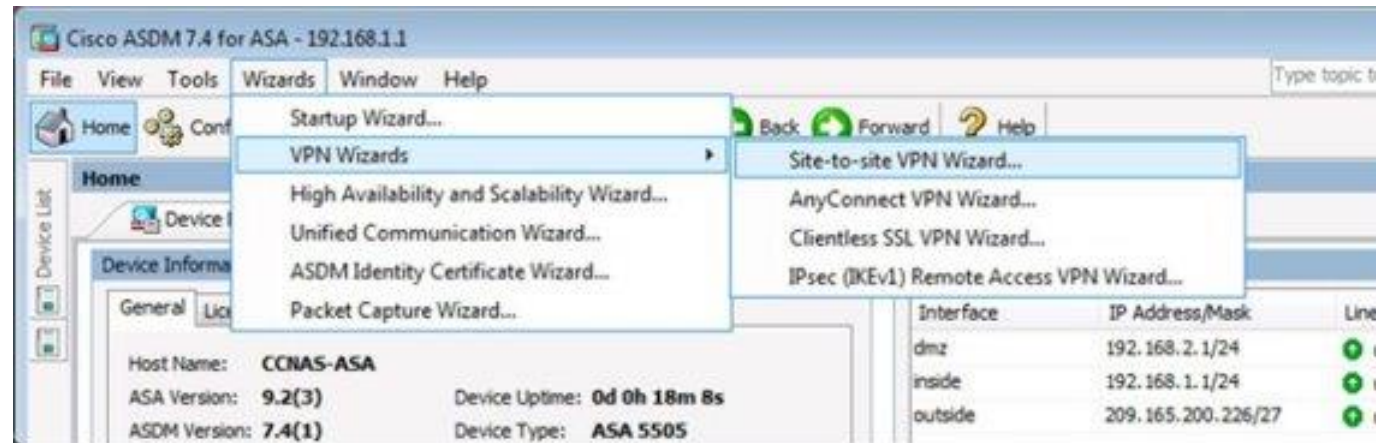 Cisco ASDM 7.4 for ASA - 192.168.1.1
File View Tools Wizards Window Help
Type topic t
Home Conf Back Forward Help
Startup Wizard...
VPN Wizards
High Availability and Scalability Wizard...
Unified Communication Wizard...
ASDM Identity Certificate Wizard...
Packet Capture Wizard...
Site-to-site VPN Wizard...
AnyConnect VPN Wizard...
Clientless SSL VPN Wizard...
IPsec (IKEv1) Remote Access VPN Wizard...
Device List
Home
Device
Device Informa
General Lic
Host Name: CCNAS-ASA
ASA Version: 9.2(3) Device Uptime: 0d 0h 18m 8s
ASDM Version: 7.4(1) Device Type: ASA 5505
Interface IP Address/Mask Line
dmz 192.168.2.1/24
inside 192.168.1.1/24
outside 209.165.200.226/27